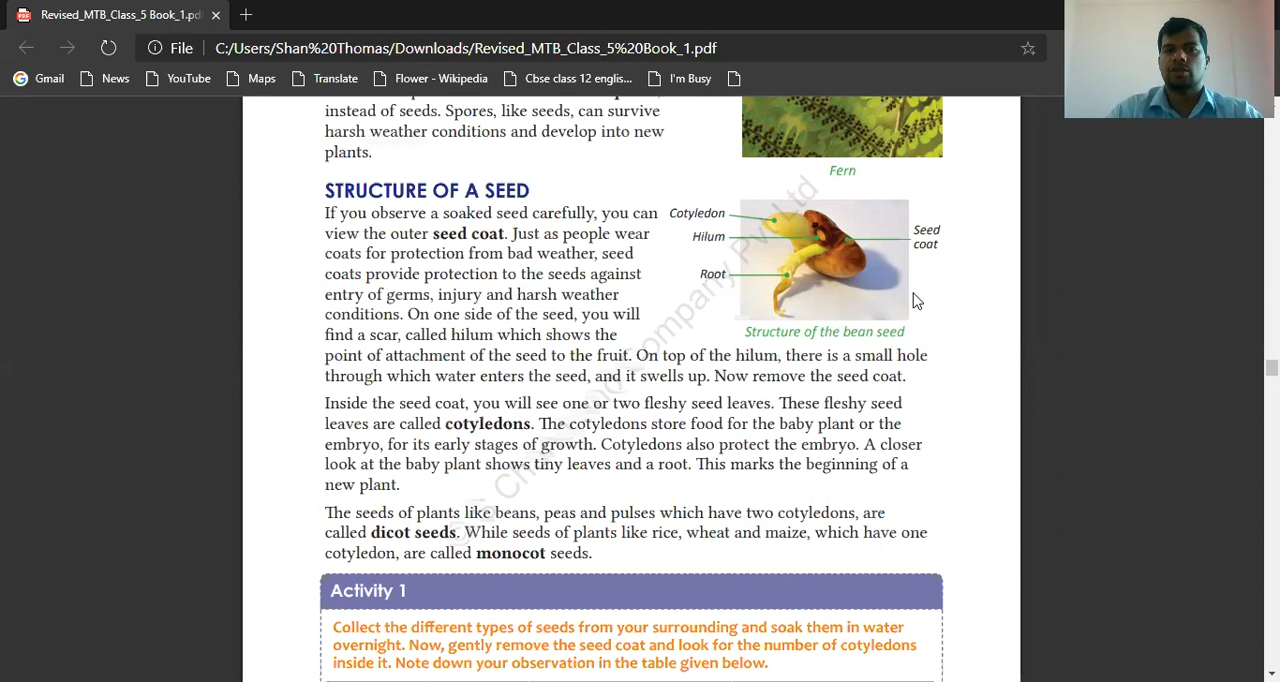 Revised_MTB_Class_5 Book_1.pd
File
C:/Users/Shan%20Thomas/Downloads/Revised_MTB_Class_5%20Book_1.pdf
Gmail
News
YouTube
Maps
Translate
Flower - Wikipedia
Cbse class 12 englis...
I'm Busy
instead of seeds. Spores, like seeds, can survive
harsh weather conditions and develop into new
plants.
Fern
STRUCTURE OF A SEED
If you observe a soaked seed carefully, you can
view the outer seed coat. Just as people wear
coats for protection from bad weather, seed
coats provide protection to the seeds against
entry of germs, injury and harsh weather
conditions. On one side of the seed, you will
find a scar, called hilum which shows the
point of attachment of the seed to the fruit. On top of the hilum, there is a small hole
through which water enters the seed, and it swells up. Now remove the seed coat.
Cotyledon
Hilum
Root
Seed
coat
Structure of the bean seed
Inside the seed coat, you will see one or two fleshy seed leaves. These fleshy seed
leaves are called cotyledons. The cotyledons store food for the baby plant or the
embryo, for its early stages of growth. Cotyledons also protect the embryo. A closer
look at the baby plant shows tiny leaves and a root. This marks the beginning of a
new plant.
The seeds of plants like beans, peas and pulses which have two cotyledons, are
called dicot seeds. While seeds of plants like rice, wheat and maize, which have one
cotyledon, are called monocot seeds.
Activity 1
Collect the different types of seeds from your surrounding and soak them in water
overnight. Now, gently remove the seed coat and look for the number of cotyledons
inside it. Note down your observation in the table given below.